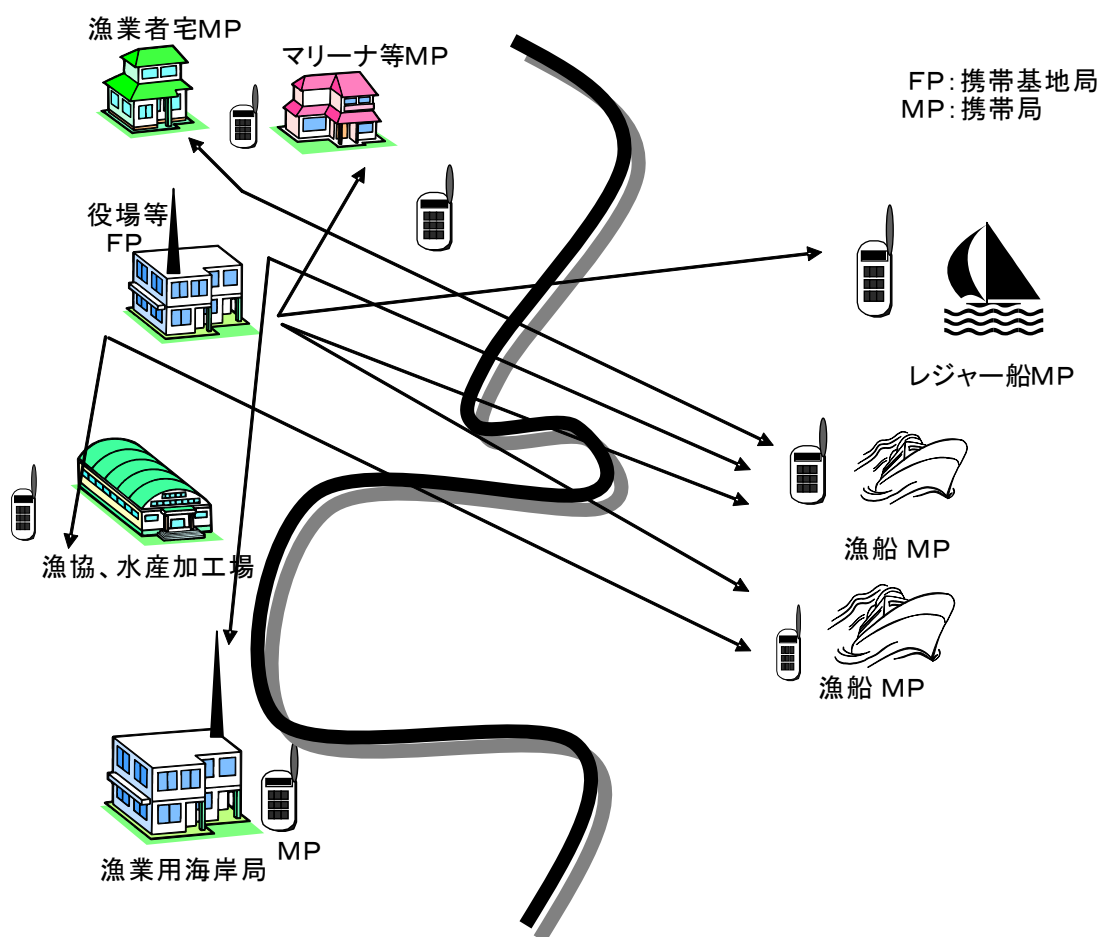 漁業者宅MP
マリーナ等MP
FP:携帯基地局
MP:携帯局
役場等
FP
レジャー船MP
漁船 MP
漁協、水産加工場
漁船 MP
MP
漁業用海岸局